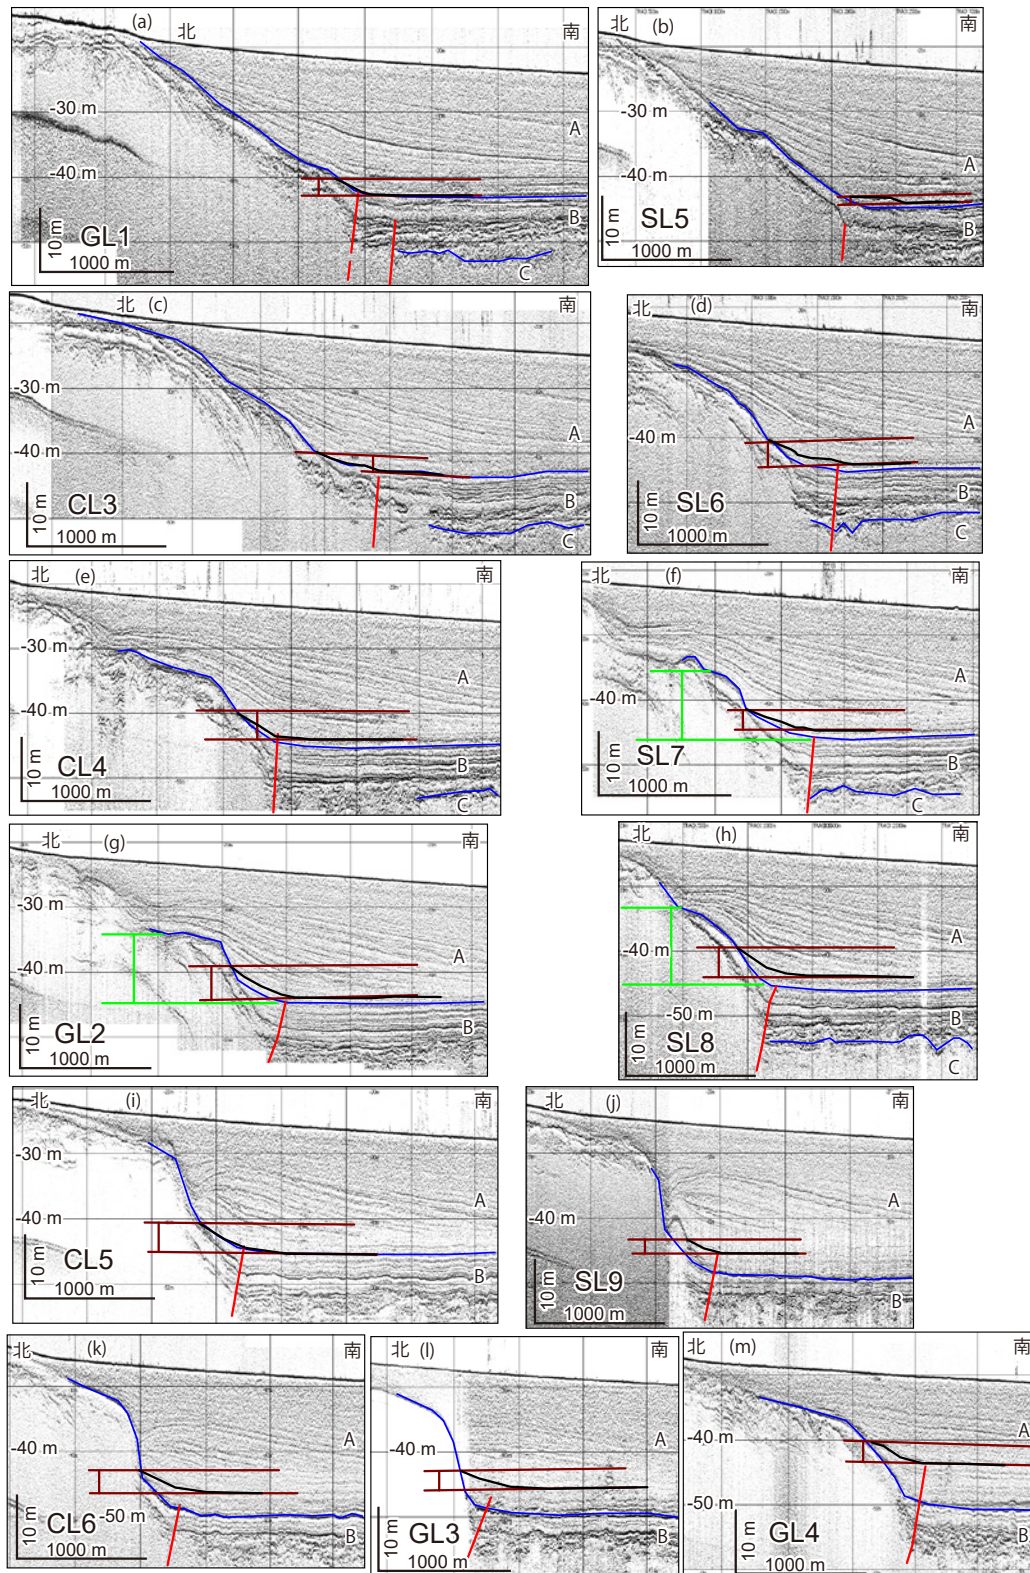 (a) 北 南
-30 m
A
-40 m
B
GL1
10 m
1000 m
C
北 (b) 南
-30 m
A
-40 m
B
SL5
10 m
1000 m
北 (c) 南
-30 m
A
-40 m
CL3
B
10 m
1000 m
C
北 (d) 南
A
-40 m
B
SL6
10 m
1000 m
C
北 (e) 南
-30 m
A
-40 m
B
CL4
10 m
1000 m
C
北 (f) 南
A
-40 m
B
SL7
10 m
1000 m
C
北 (g) 南
-30 m
A
-40 m
GL2
B
10 m
1000 m
北 (h) 南
A
-40 m
-50 m
B
SL8
10 m
1000 m
C
北 (i) 南
-30 m
A
-40 m
CL5
B
10 m
1000 m
北 (j) 南
A
-40 m
SL9
B
10 m
1000 m
北 (k) 南
-40 m
A
CL6
-50 m
B
10 m
1000 m
北 (l) 南
-40 m
A
GL3
B
10 m
1000 m
北 (m) 南
A
-40 m
-50 m
GL4
B
10 m
1000 m